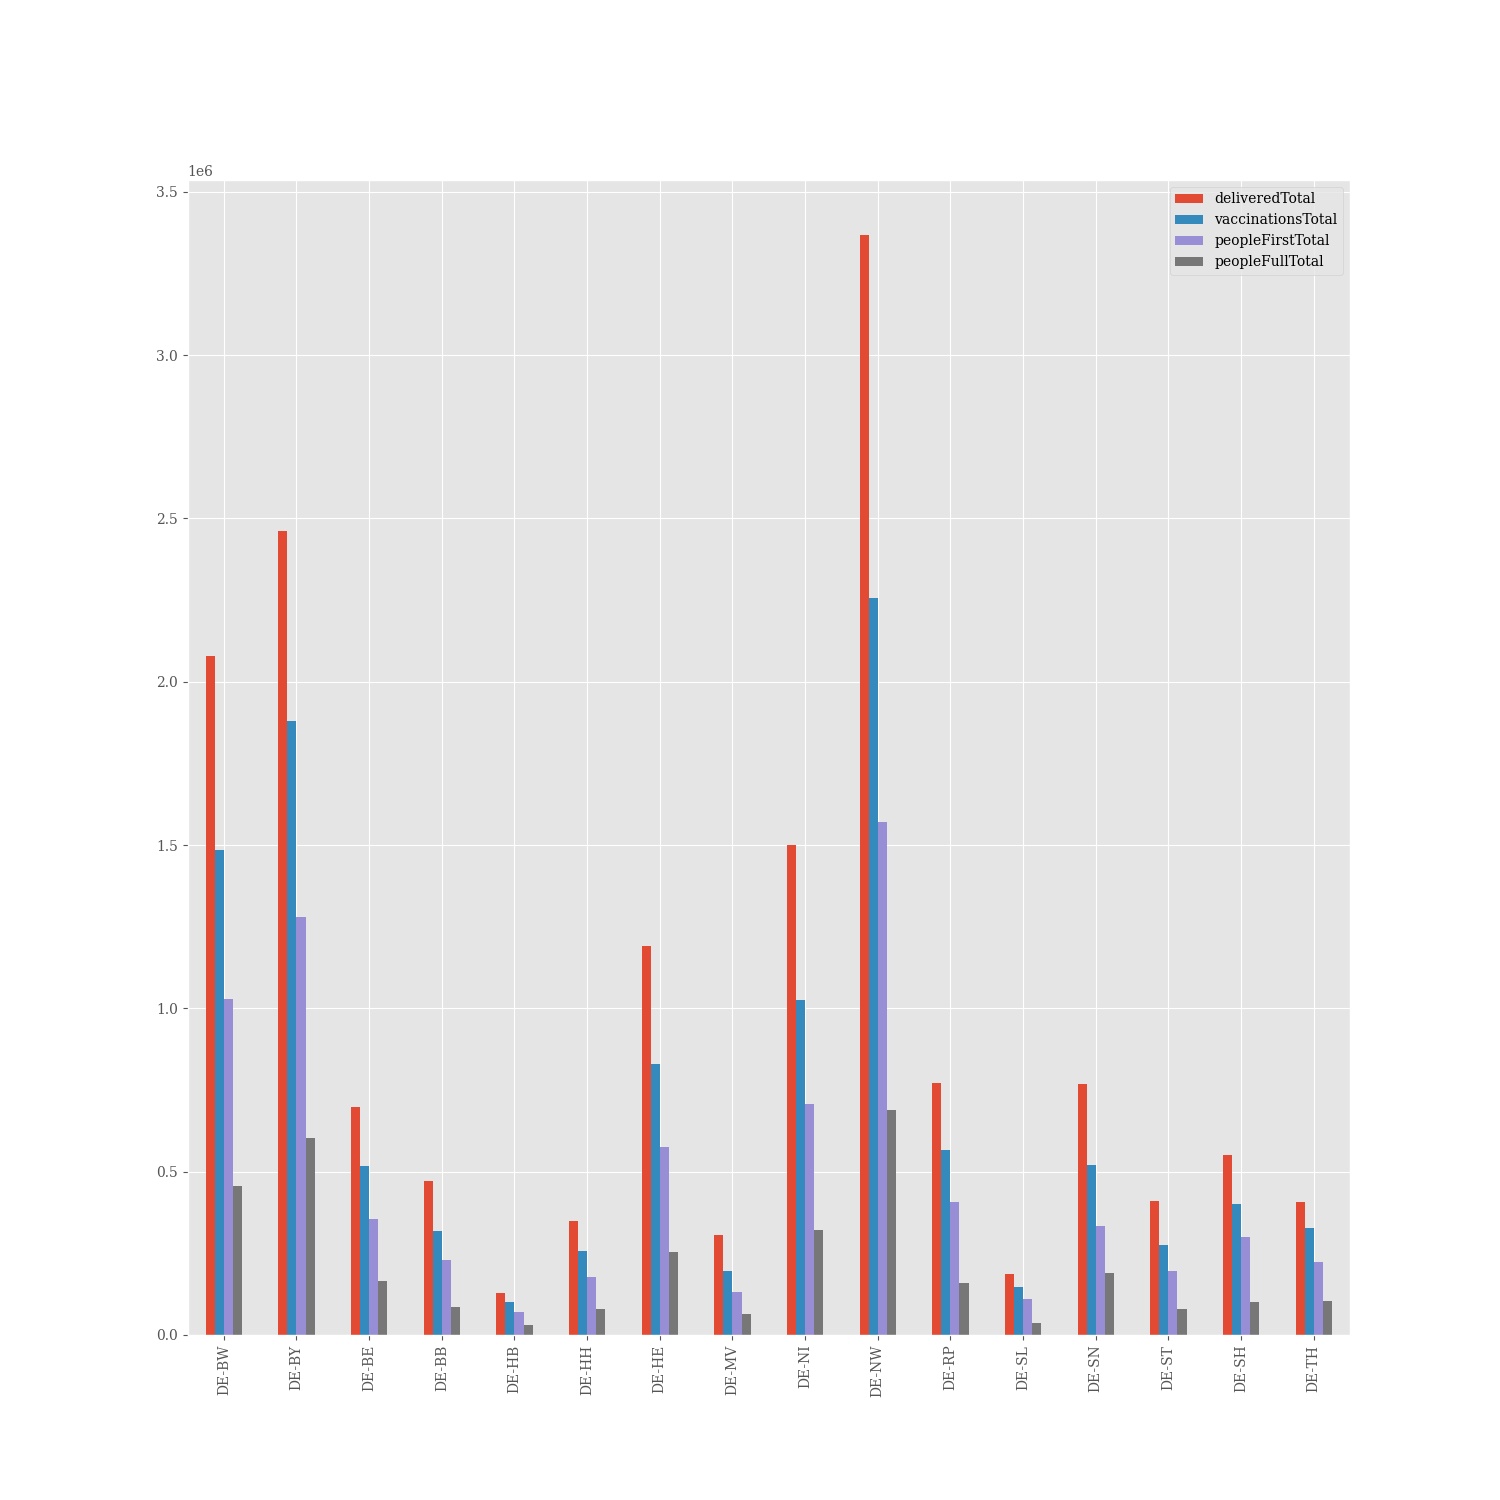 1e6
3.5
3.0
2.5
2.0
1.5
1.0
0.5
0.0
deliveredTotal
vaccinationsTotal
peopleFirstTotal
peopleFullTotal
DE-BW
DE-BY
DE-BE
DE-BB
DE-HB
DE-HH
DE-HE
DE-MV
DE-NI
DE-NW
DE-RP
DE-SL
DE-SN
DE-ST
DE-SH
DE-TH